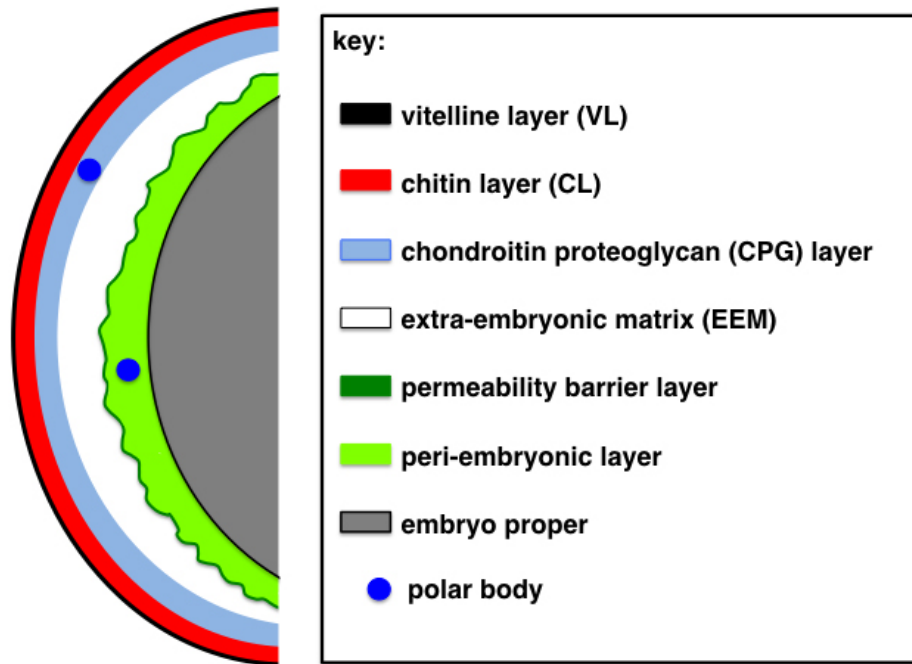 key:
vitelline layer (VL)
chitin layer (CL)
chondroitin proteoglycan (CPG) layer
extra-embryonic matrix (EEM)
permeability barrier layer
peri-embryonic layer
embryo proper
polar body